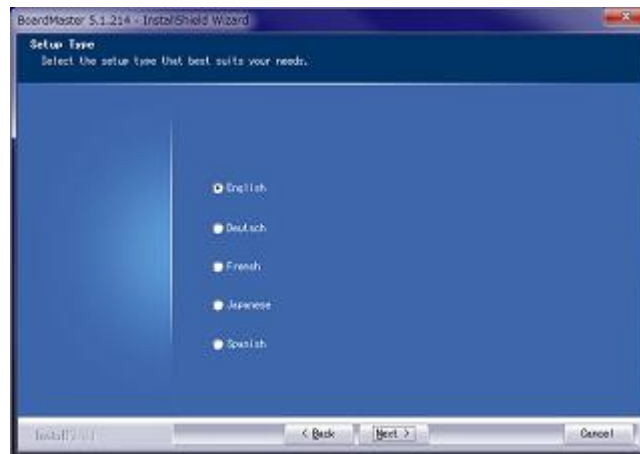 BoardMaster 5.1.214 - InstallShield Wizard
Setup Type
Select the setup type that best suits your needs.
English
Deutsch
French
Japanese
Spanish
InstallShield
< Back
Next >
Cancel